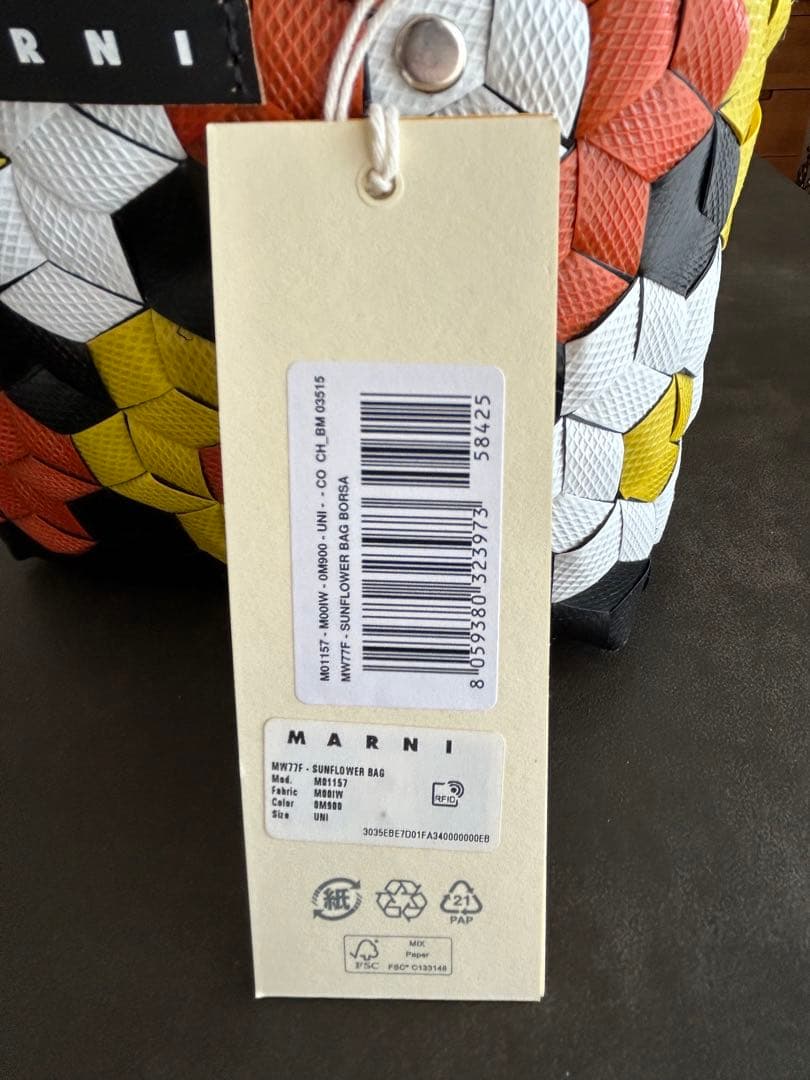 RNI
M01157 - M00IW - 0M900 - UNI - - CO CH_BM 03515
MW77F - SUNFLOWER BAG BORSA
8 059380 323973
58425
MARNI
MW77F - SUNFLOWER BAG
Mod. M01157
Fabric M00IW
Color 0M900
Size UNI
RFID
3035EBE7D01FA340000000EB
紙
21
PAP
FSC
MIX
Paper
FSC® C133148